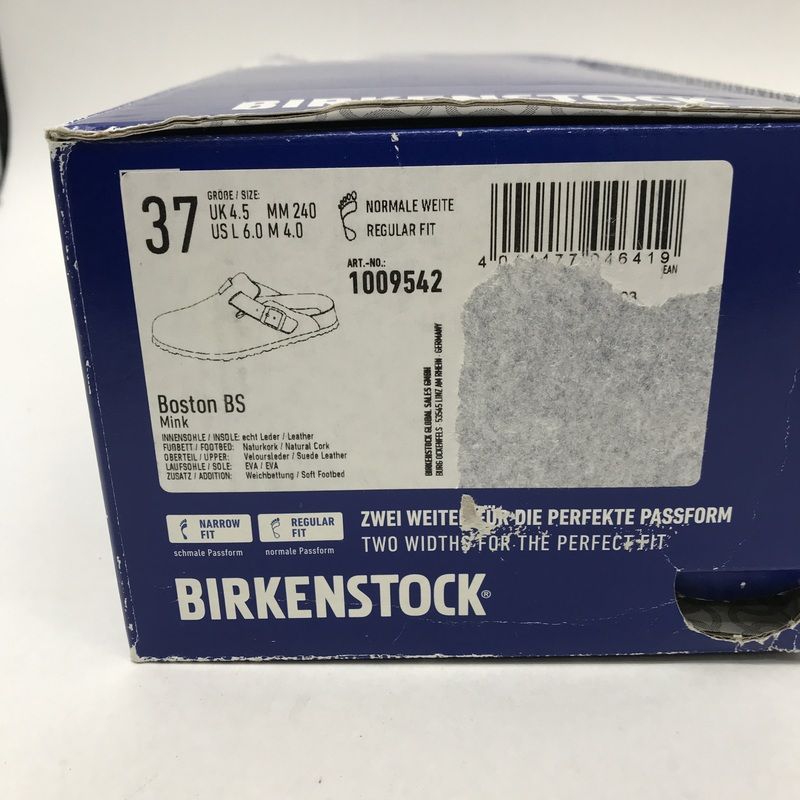 BIRKENSTOCK
37
GRÖßE / SIZE:
UK 4.5 MM 240
US L 6.0 M 4.0
NORMALE WEITE
REGULAR FIT
ART.-NO.:
1009542
046419
EAN
Boston BS
Mink
INNENSOHLE / INSOLE: echt Leder / Leather
FUßBETT / FOOTBED: Naturkork / Natural Cork
OBERTEIL / UPPER: Veloursleder / Suede Leather
LAUFSOHLE / SOLE: EVA / EVA
ZUSATZ / ADDITION: Weichbettung / Soft Footbed
BIRKENSTOCK GLOBAL SALES GMBH
BURG OCKENFELS · 53545 LINZ AM RHEIN · GERMANY
NARROW FIT
schmale Passform
REGULAR FIT
normale Passform
ZWEI WEITEN FÜR DIE PERFEKTE PASSFORM
TWO WIDTHS FOR THE PERFECT FIT
BIRKENSTOCK®